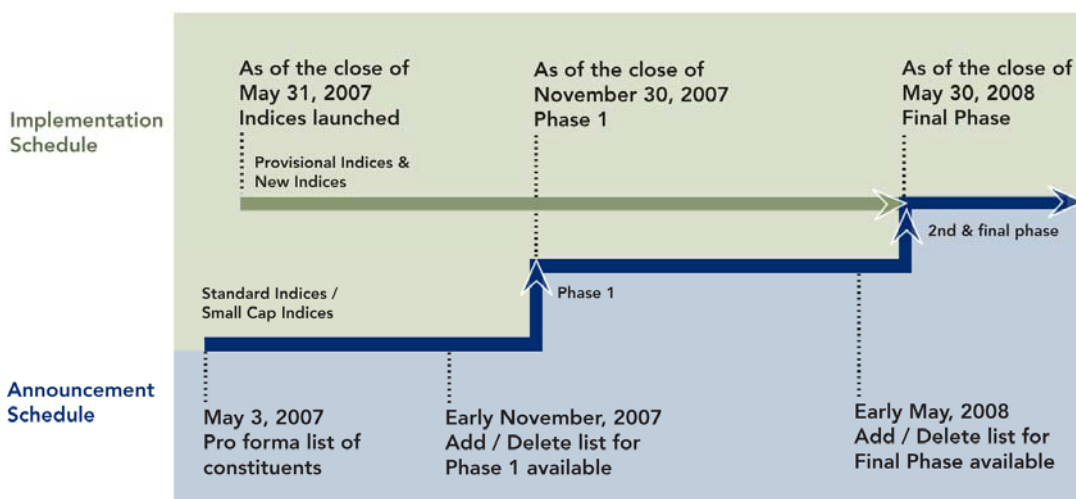 As of the close of
May 31, 2007
Indices launched
As of the close of
November 30, 2007
Phase 1
As of the close of
May 30, 2008
Final Phase
Implementation
Schedule
Provisional Indices &
New Indices
2nd & final phase
Standard Indices /
Small Cap Indices
Phase 1
Announcement
Schedule
May 3, 2007
Pro forma list of
constituents
Early November, 2007
Add / Delete list for
Phase 1 available
Early May, 2008
Add / Delete list for
Final Phase available